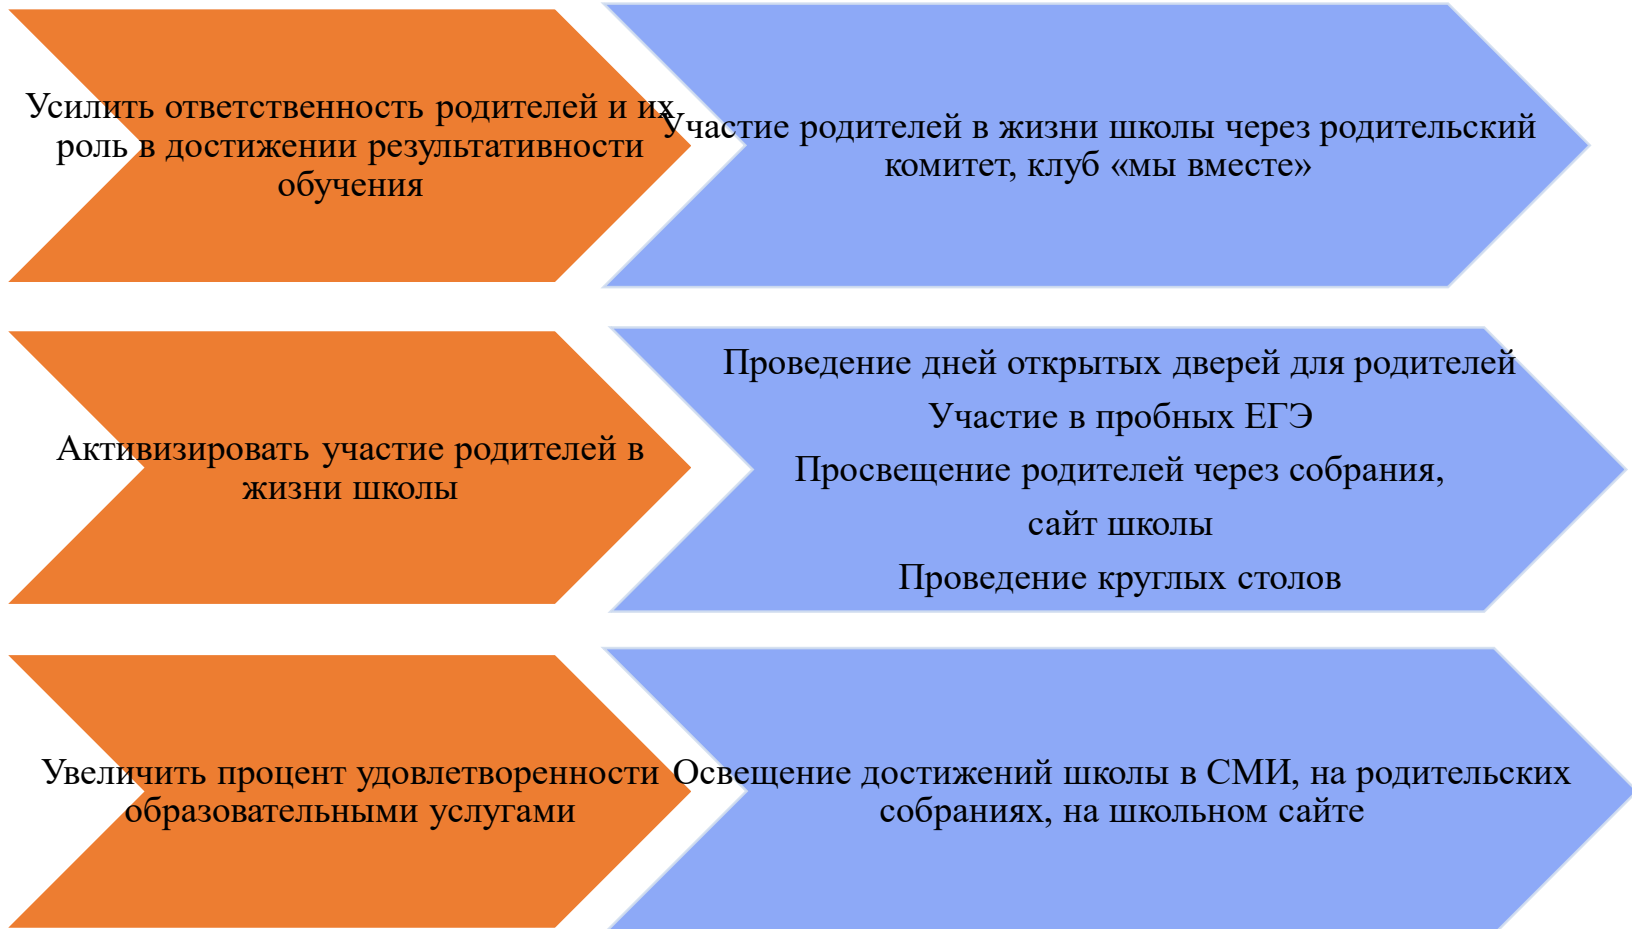 Усилить ответственность родителей и их
роль в достижении результативности
обучения
Участие родителей в жизни школы через родительский
комитет, клуб «мы вместе»
Активизировать участие родителей в
жизни школы
Проведение дней открытых дверей для родителей
Участие в пробных ЕГЭ
Просвещение родителей через собрания,
сайт школы
Проведение круглых столов
Увеличить процент удовлетворенности
образовательными услугами
Освещение достижений школы в СМИ, на родительских
собраниях, на школьном сайте